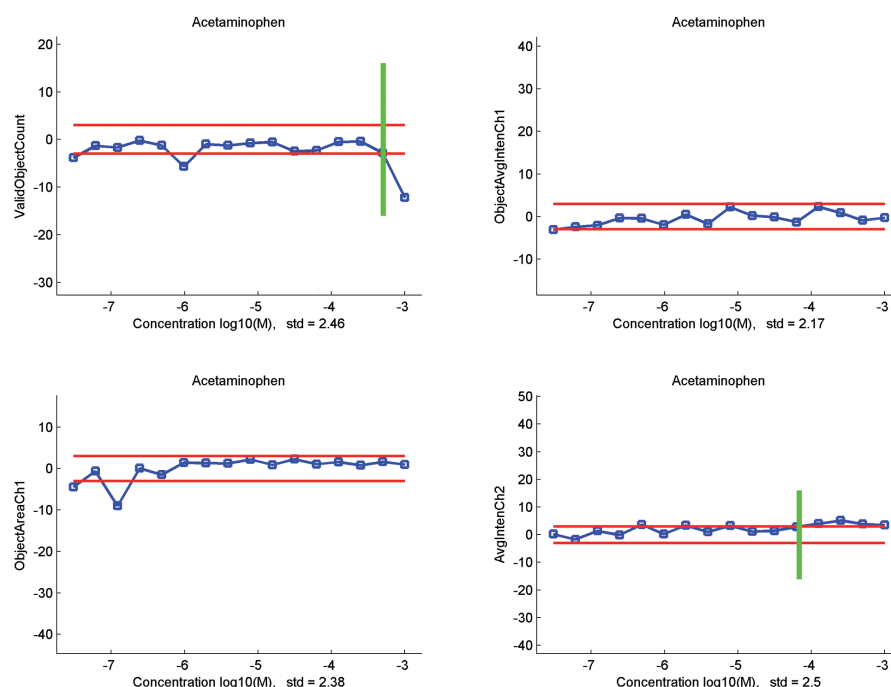 Acetaminophen
20
10
0
-10
-20
-30
ValidObjectCount
-7 -6 -5 -4 -3
Concentration log10(M), std = 2.46
Acetaminophen
40
30
20
10
0
-10
ObjectAvgIntenCh1
-7 -6 -5 -4 -3
Concentration log10(M), std = 2.17
Acetaminophen
10
0
-10
-20
-30
-40
ObjectAreaCh1
-7 -6 -5 -4 -3
Concentration log10(M), std = 2.38
Acetaminophen
50
40
30
20
10
0
-10
-20
-30
-40
AvgIntenCh2
-7 -6 -5 -4 -3
Concentration log10(M), std = 2.5